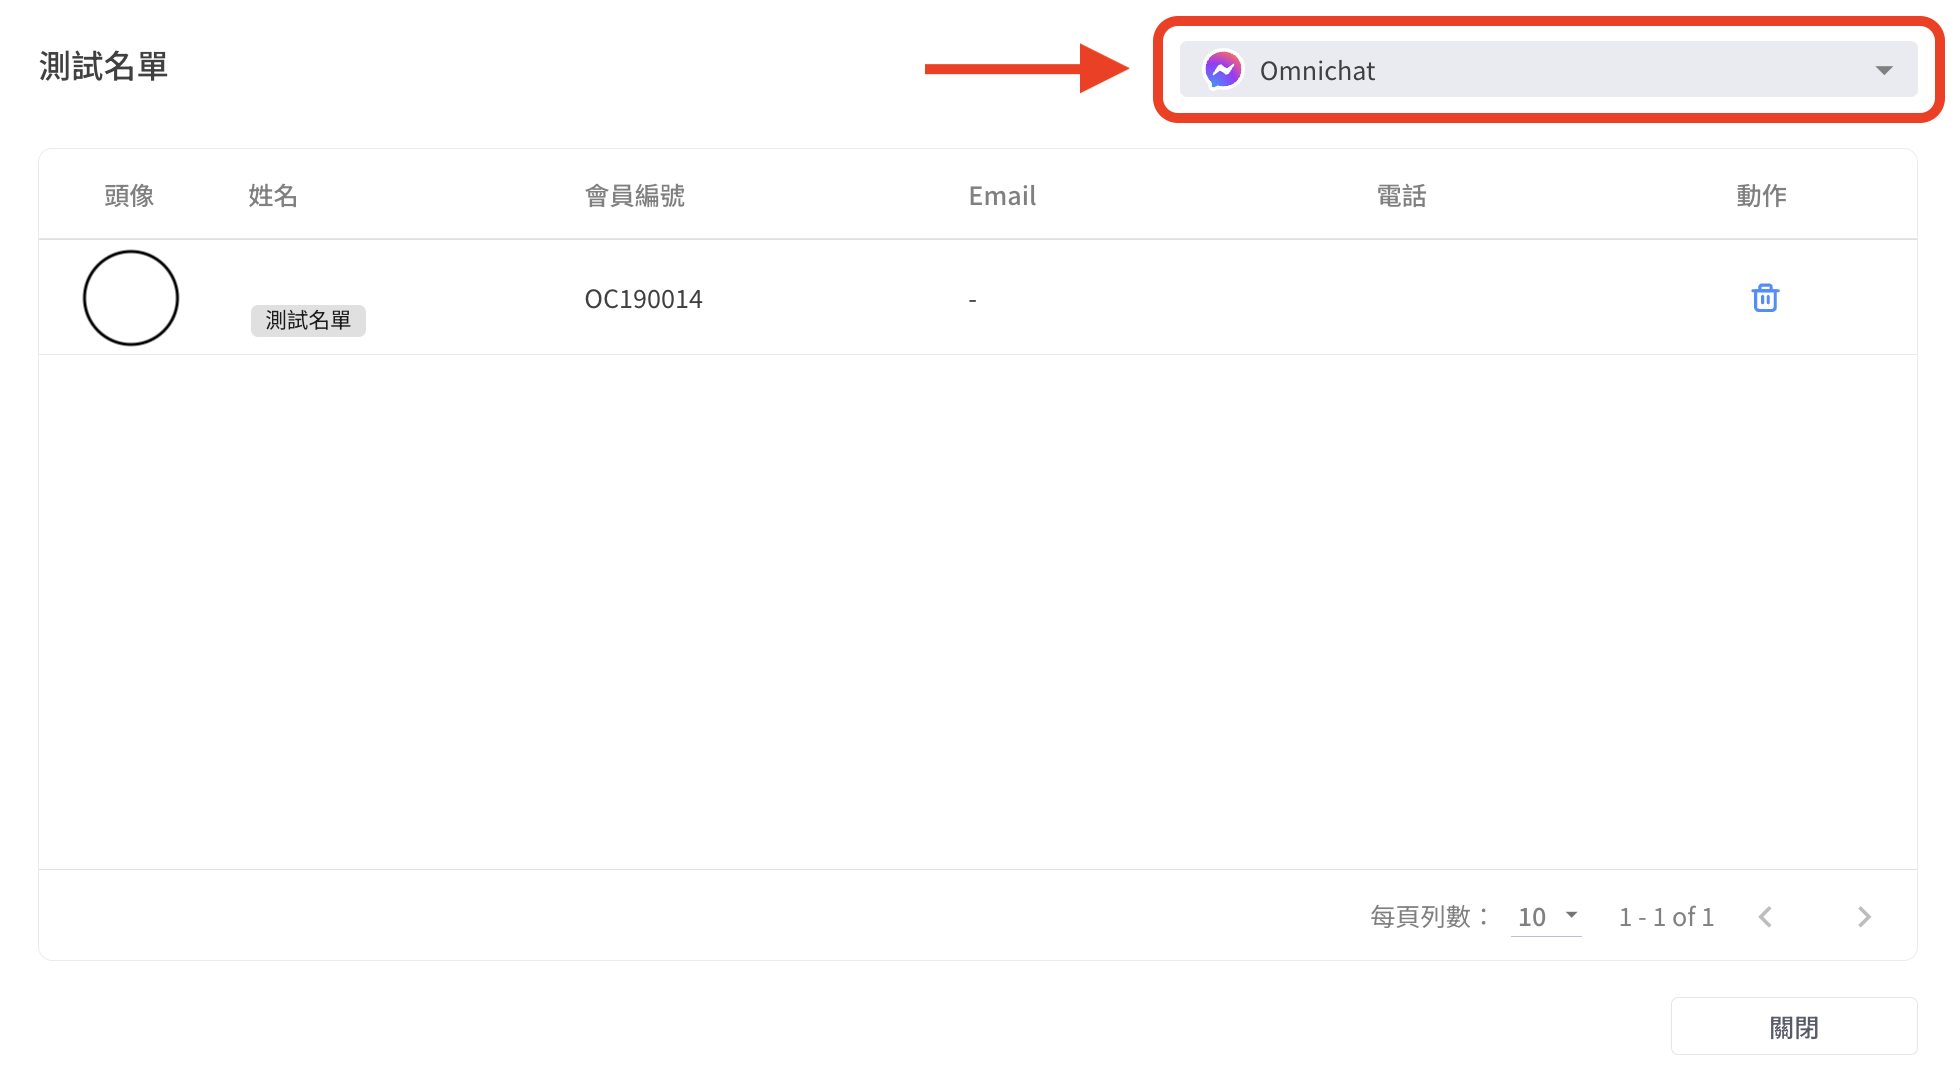 測試名單
Omnichat
頭像 姓名 會員編號 Email 電話 動作
OC190014 -
測試名單
每頁列數： 10 1 - 1 of 1
關閉